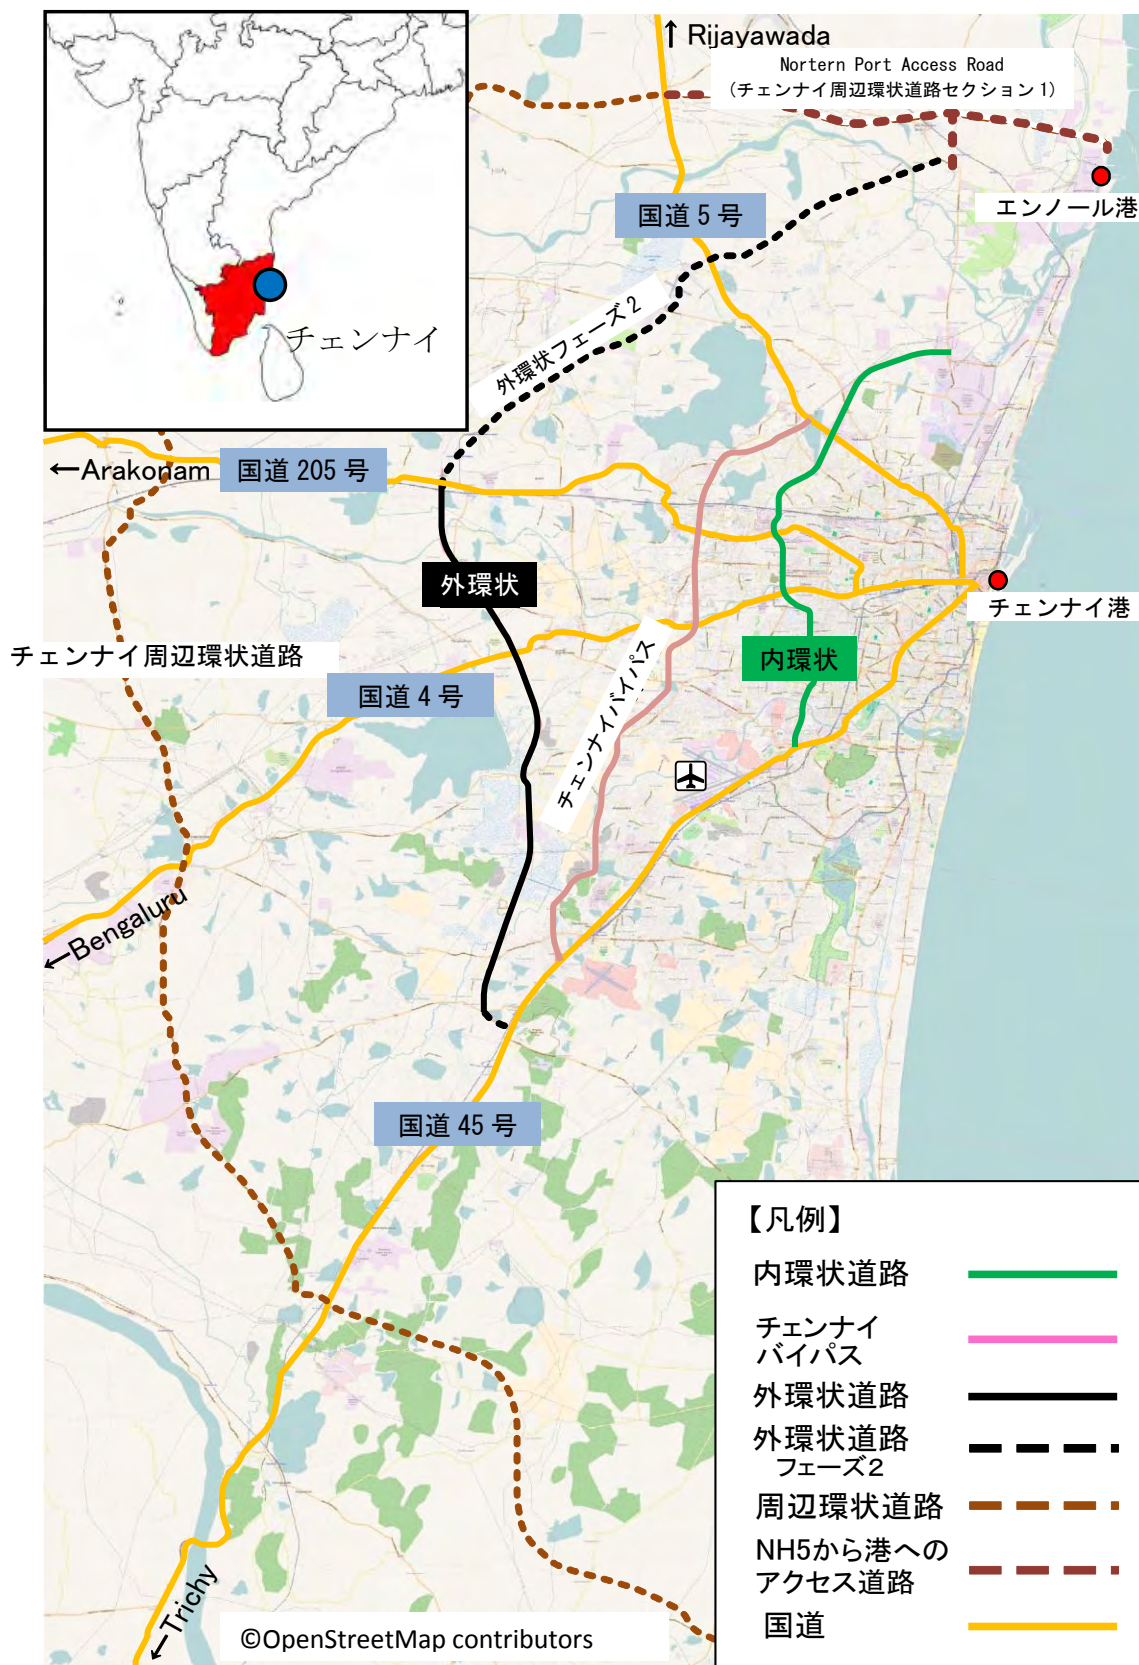 ↑ Rijayawada
Nortern Port Access Road
(チェンナイ周辺環状道路セクション1)
エンノール港
国道5号
チェンナイ
外環状フェーズ2
←Arakonam
国道205号
外環状
チェンナイ港
チェンナイ周辺環状道路
内環状
国道4号
チェンナイバイパス
←Bengaluru
国道45号
【凡例】
内環状道路
チェンナイ
バイパス
外環状道路
外環状道路
フェーズ2
周辺環状道路
NH5から港への
アクセス道路
国道
←Trichy
©OpenStreetMap contributors